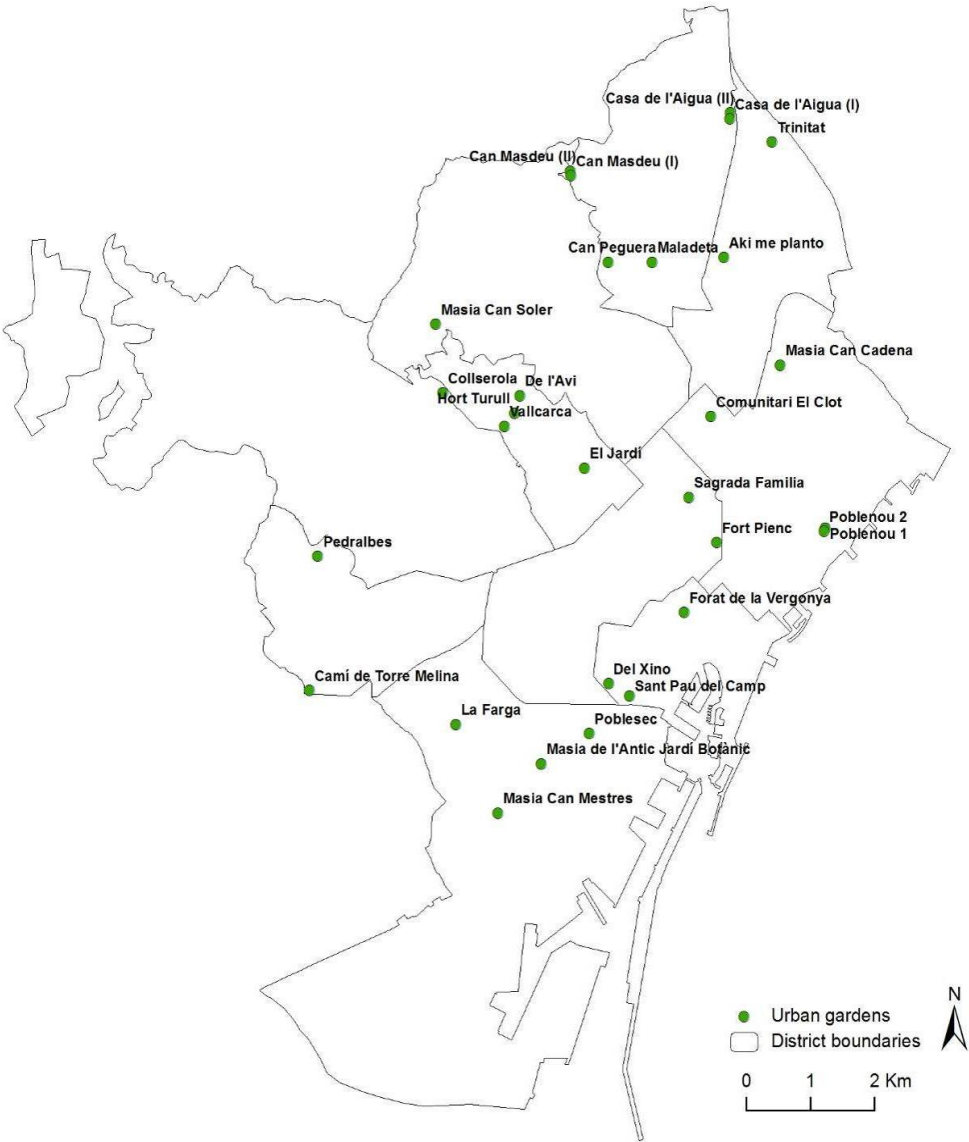 Casa de l'Aigua (II)
Casa de l'Aigua (I)
Trinitat
Can Masdeu (II)
Can Masdeu (I)
Can Peguera
Maladeta
Aki me planto
Masia Can Soler
Masia Can Cadena
Collserola
De l'Avi
Hort Turull
Vallcarca
Comunitari El Clot
El Jardí
Sagrada Familia
Poblenou 2
Fort Pienc
Poblenou 1
Pedralbes
Forat de la Vergonya
Camí de Torre Melina
Del Xino
Sant Pau del Camp
La Farga
Poblesec
Masia de l'Antic Jardí Botànic
Masia Can Mestres
N
Urban gardens
District boundaries
0 1 2 Km